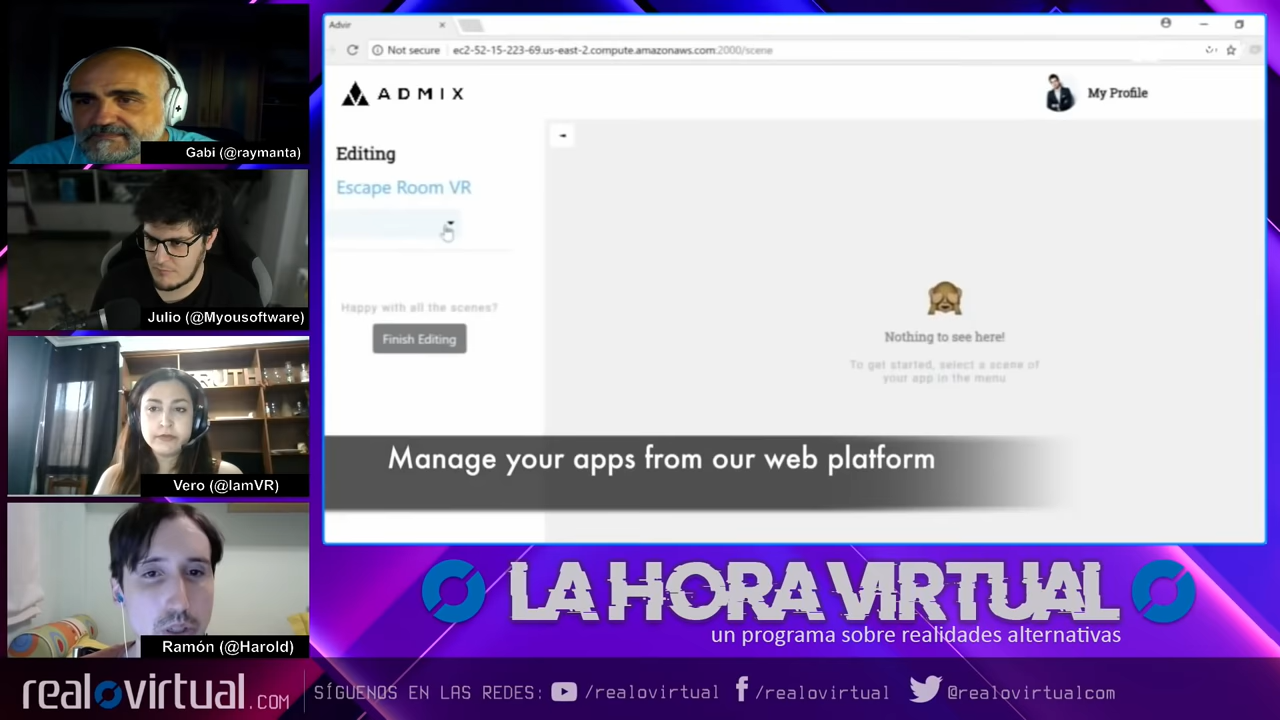 Gabi (@raymanta)
Julio (@Myousoftware)
TRUTH
Vero (@IamVR)
Ramón (@Harold)
Advir
Not secure
ec2-52-15-223-69.us-east-2.compute.amazonaws.com:2000/scene
ADMIX
My Profile
Editing
Escape Room VR
Happy with all the scenes?
Finish Editing
Nothing to see here!
To get started, select a scene of
your app in the menu
Manage your apps from our web platform
LA HORA VIRTUAL
un programa sobre realidades alternativas
realovirtual.COM
SÍGUENOS EN LAS REDES: /realovirtual /realovirtual @realovirtualcom